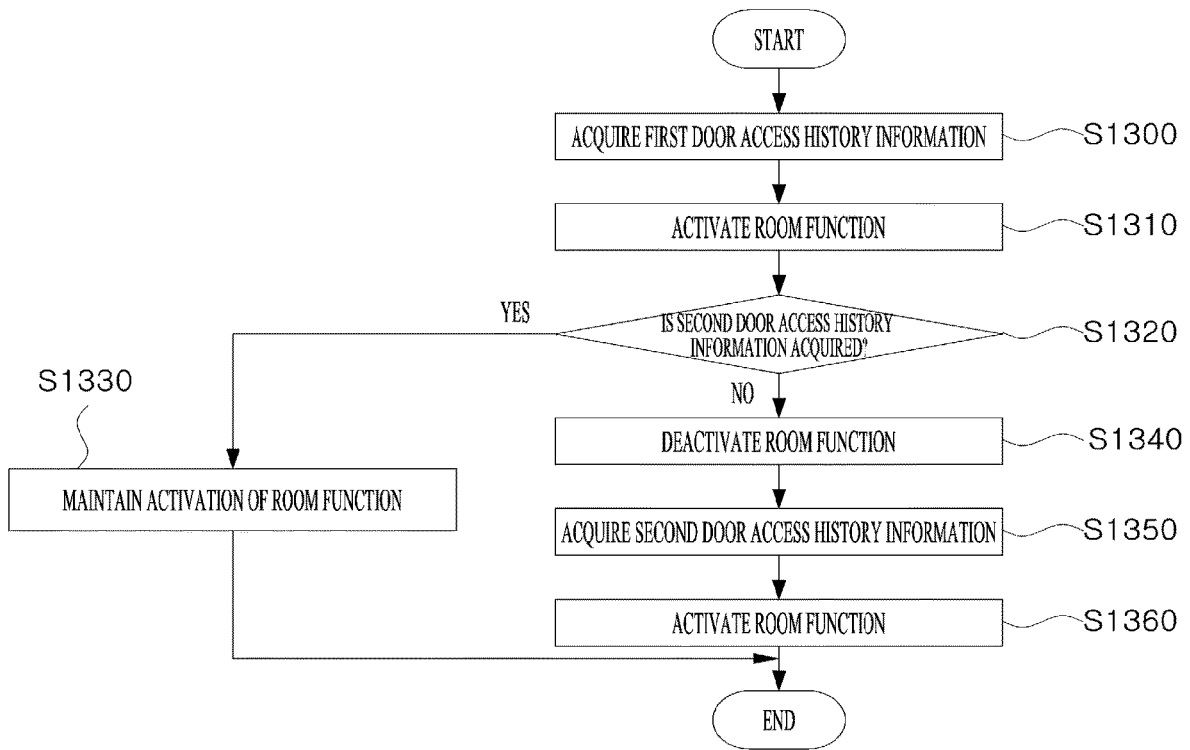 START
ACQUIRE FIRST DOOR ACCESS HISTORY INFORMATION
S1300
ACTIVATE ROOM FUNCTION
S1310
YES
IS SECOND DOOR ACCESS HISTORY
INFORMATION ACQUIRED?
S1320
S1330
NO
DEACTIVATE ROOM FUNCTION
S1340
MAINTAIN ACTIVATION OF ROOM FUNCTION
ACQUIRE SECOND DOOR ACCESS HISTORY INFORMATION
S1350
ACTIVATE ROOM FUNCTION
S1360
END